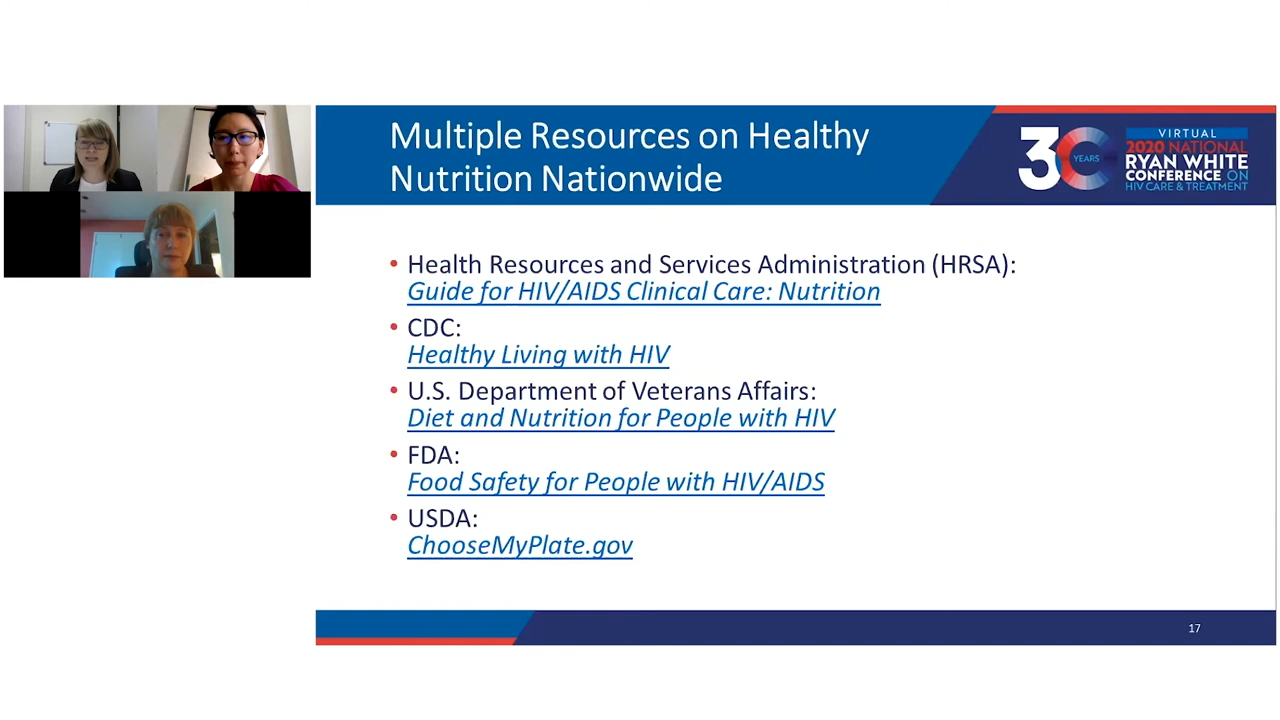 Multiple Resources on Healthy
Nutrition Nationwide
30
YEARS
VIRTUAL
2020 NATIONAL
RYAN WHITE
CONFERENCE ON
HIV CARE & TREATMENT
• Health Resources and Services Administration (HRSA):
Guide for HIV/AIDS Clinical Care: Nutrition
• CDC:
Healthy Living with HIV
• U.S. Department of Veterans Affairs:
Diet and Nutrition for People with HIV
• FDA:
Food Safety for People with HIV/AIDS
• USDA:
ChooseMyPlate.gov
17